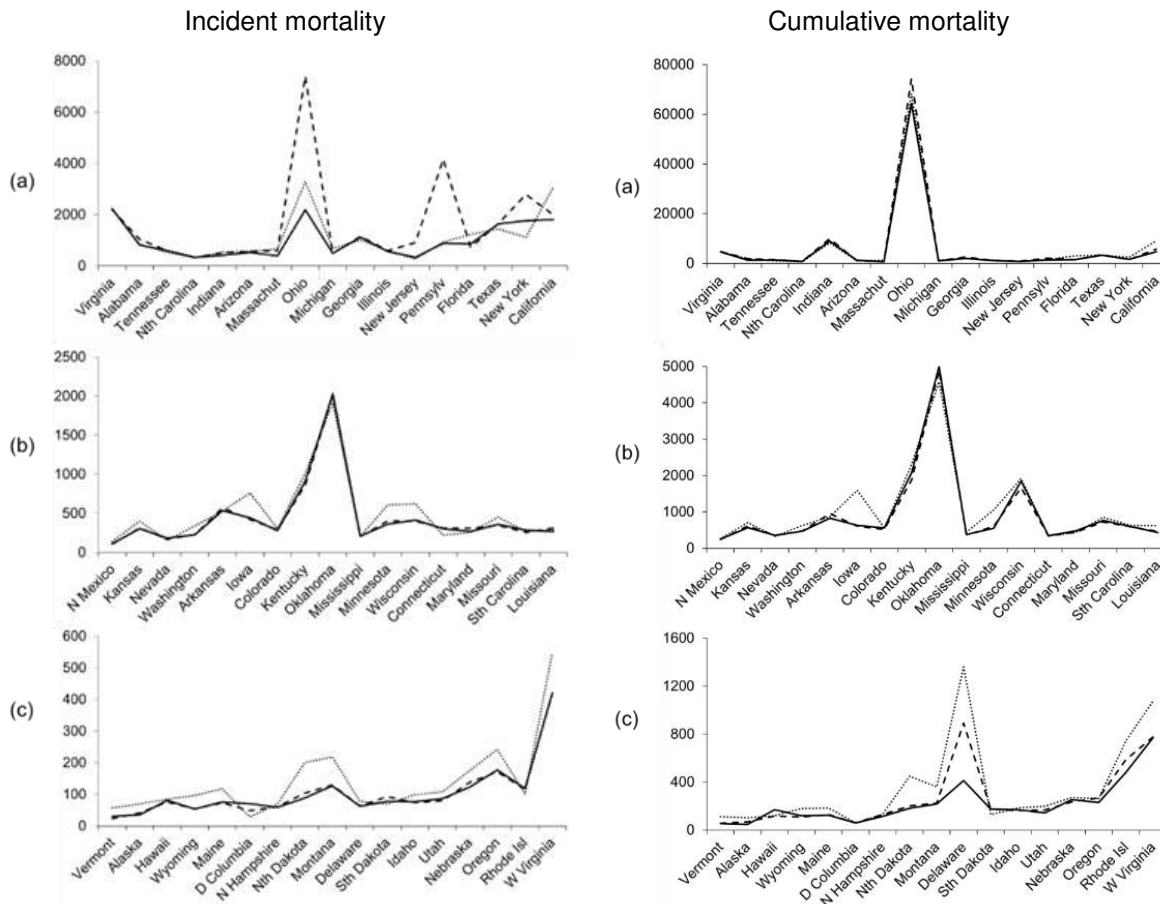 Incident mortality
Cumulative mortality
(a)
8000
6000
4000
2000
0
Virginia
Alabama
Tennessee
Nth Carolina
Indiana
Arizona
Massachut
Ohio
Michigan
Georgia
Illinois
New Jersey
Pennsylv
Florida
Texas
New York
California
(a)
80000
60000
40000
20000
0
Virginia
Alabama
Tennessee
Nth Carolina
Indiana
Arizona
Massachut
Ohio
Michigan
Georgia
Illinois
New Jersey
Pennsylv
Florida
Texas
New York
California
(b)
2500
2000
1500
1000
500
0
N Mexico
Kansas
Nevada
Washington
Arkansas
Iowa
Colorado
Kentucky
Oklahoma
Mississippi
Minnesota
Wisconsin
Connecticut
Maryland
Missouri
Sth Carolina
Louisiana
(b)
5000
4000
3000
2000
1000
0
N Mexico
Kansas
Nevada
Washington
Arkansas
Iowa
Colorado
Kentucky
Oklahoma
Mississippi
Minnesota
Wisconsin
Connecticut
Maryland
Missouri
Sth Carolina
Louisiana
(c)
600
500
400
300
200
100
0
Vermont
Alaska
Hawaii
Wyoming
Maine
D Columbia
N Hampshire
Nth Dakota
Montana
Delaware
Sth Dakota
Idaho
Utah
Nebraska
Oregon
Rhode Isl
W Virginia
(c)
1600
1200
800
400
0
Vermont
Alaska
Hawaii
Wyoming
Maine
D Columbia
N Hampshire
Nth Dakota
Montana
Delaware
Sth Dakota
Idaho
Utah
Nebraska
Oregon
Rhode Isl
W Virginia